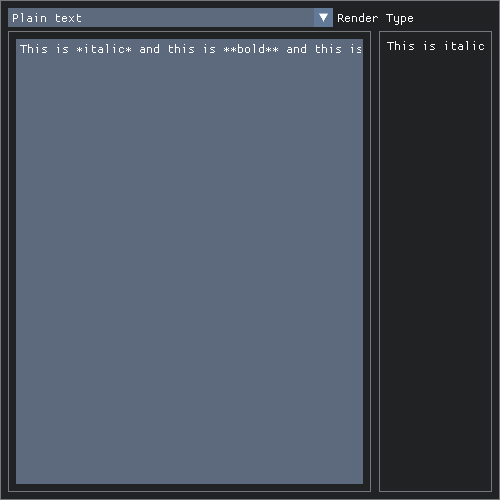 Plain text
Render Type
This is *italic* and this is **bold** and this is
This is italic